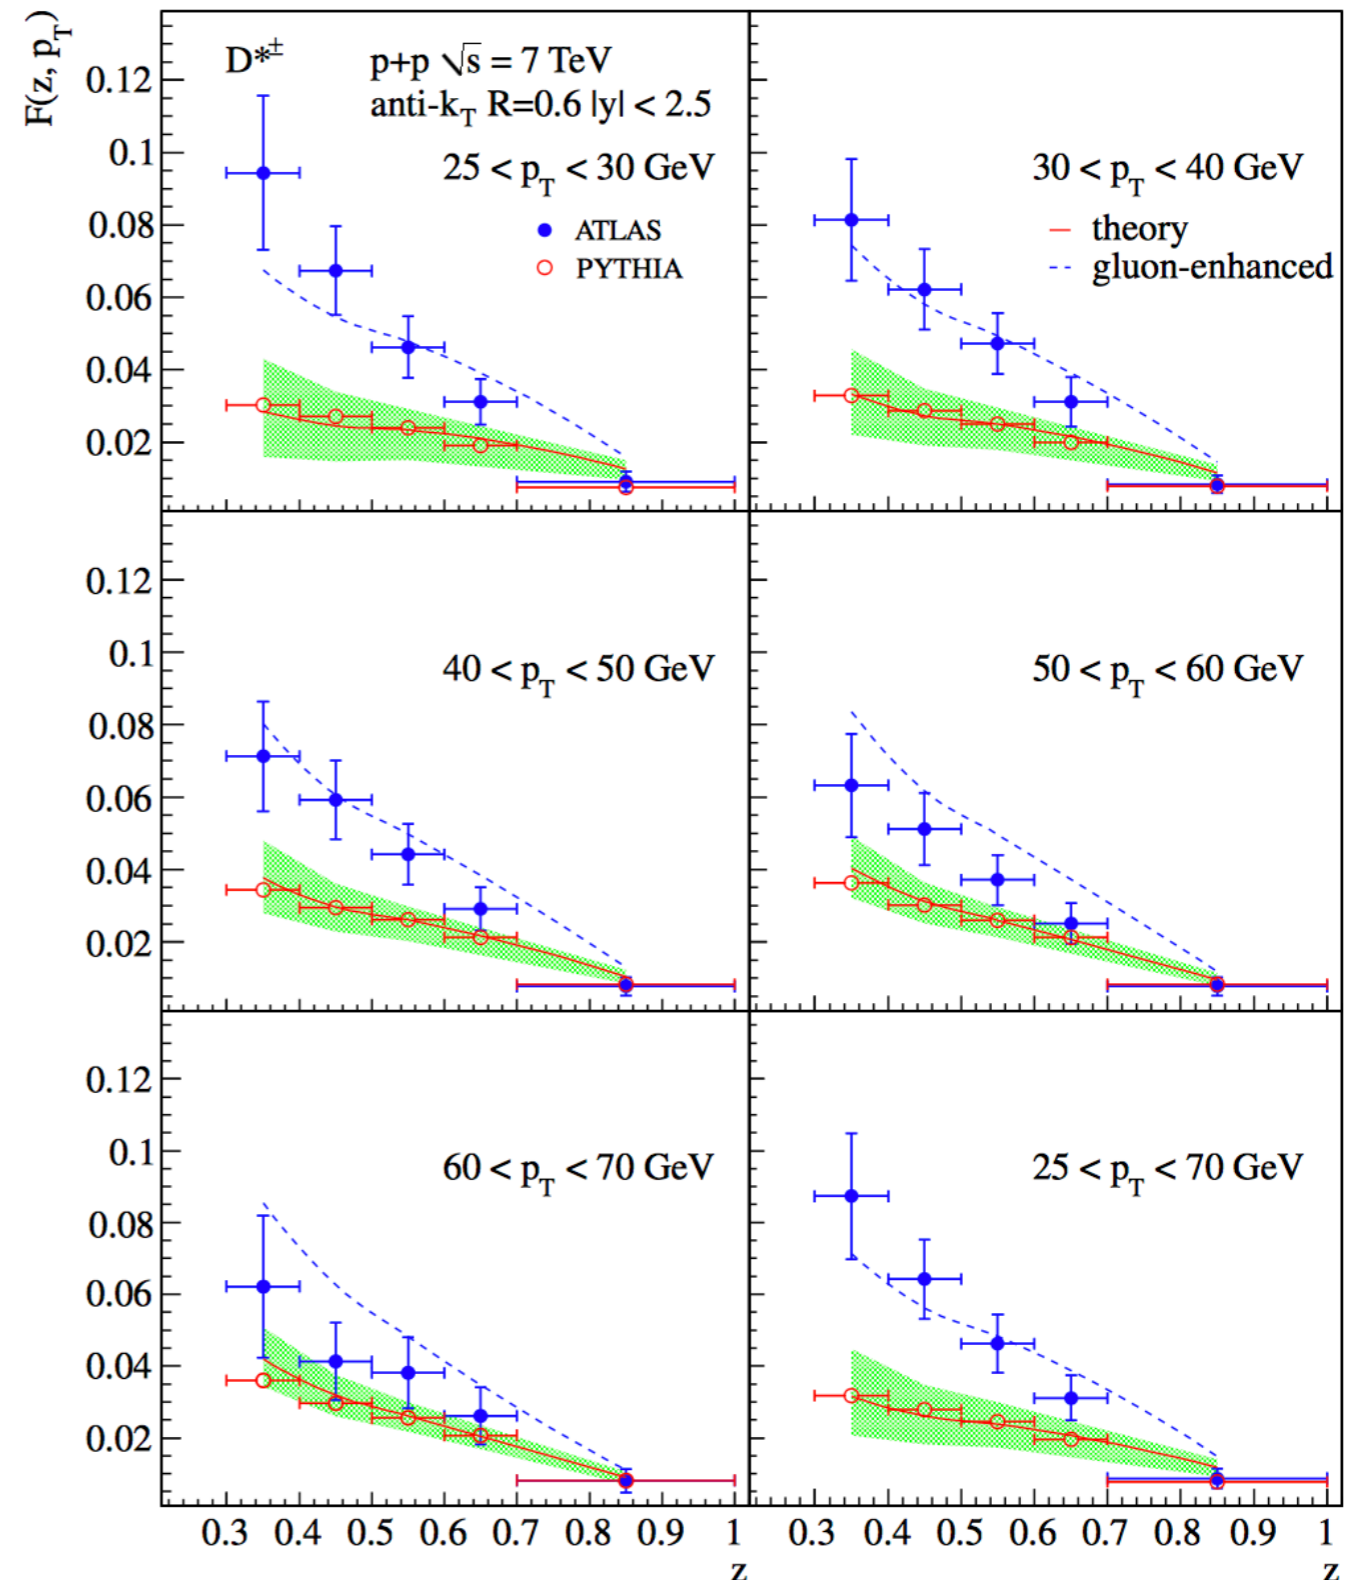 F(z, p_T)
D*±
p+p √s = 7 TeV
anti-k_T R=0.6 |y| < 2.5
25 < p_T < 30 GeV
ATLAS
PYTHIA
30 < p_T < 40 GeV
theory
gluon-enhanced
0.12
0.1
0.08
0.06
0.04
0.02
40 < p_T < 50 GeV
50 < p_T < 60 GeV
0.12
0.1
0.08
0.06
0.04
0.02
60 < p_T < 70 GeV
25 < p_T < 70 GeV
0.12
0.1
0.08
0.06
0.04
0.02
0.3 0.4 0.5 0.6 0.7 0.8 0.9 1
z
0.3 0.4 0.5 0.6 0.7 0.8 0.9 1
z